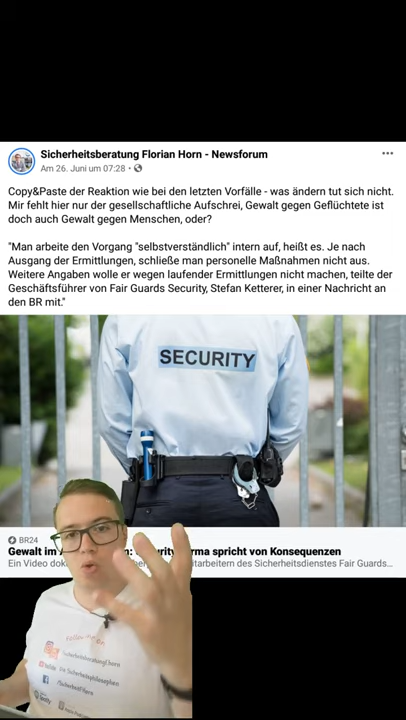 Sicherheitsberatung Florian Horn - Newsforum
Am 26. Juni um 07:28 ·
Copy&Paste der Reaktion wie bei den letzten Vorfälle - was ändern tut sich nicht.
Mir fehlt hier nur der gesellschaftliche Aufschrei, Gewalt gegen Geflüchtete ist
doch auch Gewalt gegen Menschen, oder?
"Man arbeite den Vorgang "selbstverständlich" intern auf, heißt es. Je nach
Ausgang der Ermittlungen, schließe man personelle Maßnahmen nicht aus.
Weitere Angaben wolle er wegen laufender Ermittlungen nicht machen, teilte der
Geschäftsführer von Fair Guards Security, Stefan Ketterer, in einer Nachricht an
den BR mit."
SECURITY
BR24
Gewalt im spricht von Konsequenzen
Ein Video des Sicherheitsdienstes Fair Guards...